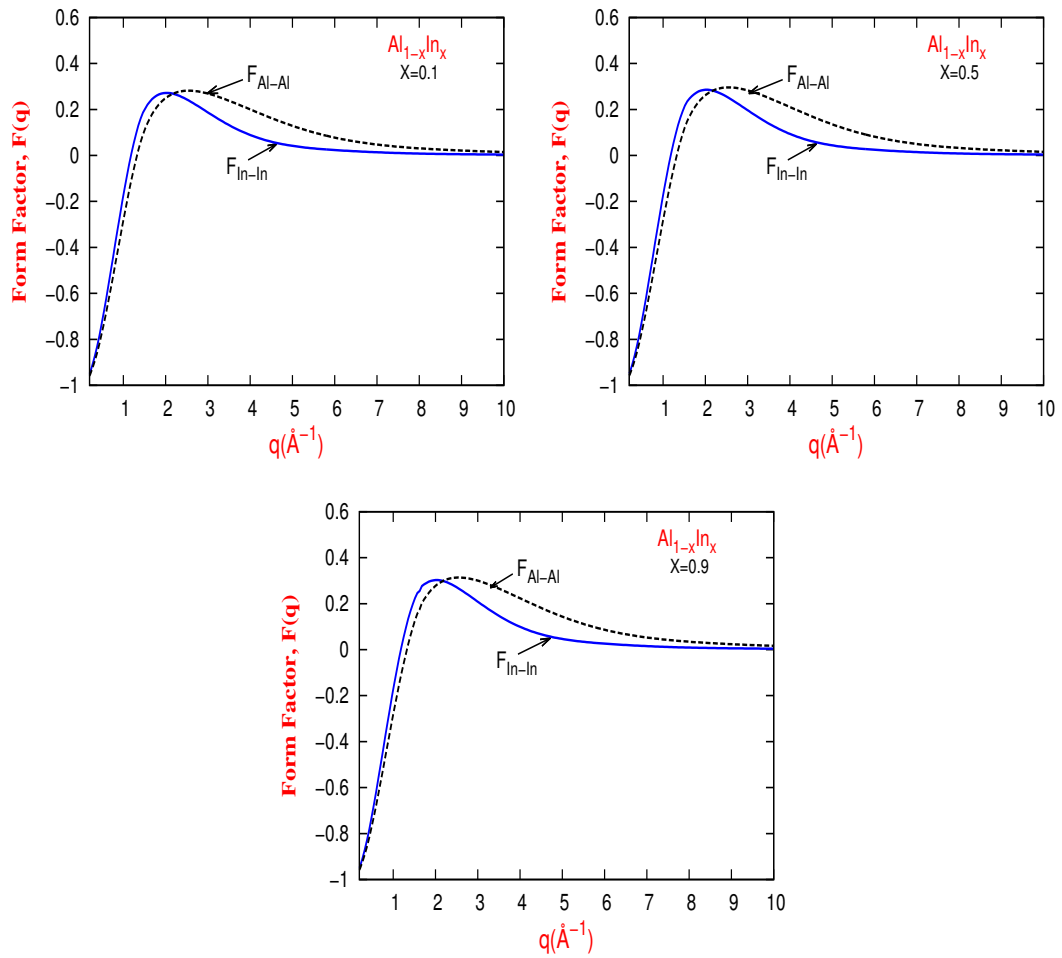 Al1−xInx
X=0.1
FAl−Al
FIn−In
Form Factor, F(q)
0.6
0.4
0.2
0
−0.2
−0.4
−0.6
−0.8
−1
1 2 3 4 5 6 7 8 9 10
q(Å−1)
Al1−xInx
X=0.5
FAl−Al
FIn−In
Form Factor, F(q)
0.6
0.4
0.2
0
−0.2
−0.4
−0.6
−0.8
−1
1 2 3 4 5 6 7 8 9 10
q(Å−1)
Al1−xInx
X=0.9
FAl−Al
FIn−In
Form Factor, F(q)
0.6
0.4
0.2
0
−0.2
−0.4
−0.6
−0.8
−1
1 2 3 4 5 6 7 8 9 10
q(Å−1)